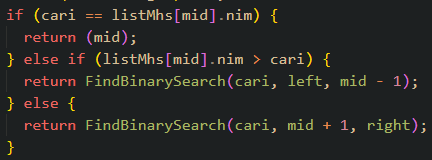 if (cari == listMhs[mid].nim) {
  return (mid);
} else if (listMhs[mid].nim > cari) {
  return FindBinarySearch(cari, left, mid - 1);
} else {
  return FindBinarySearch(cari, mid + 1, right);
}